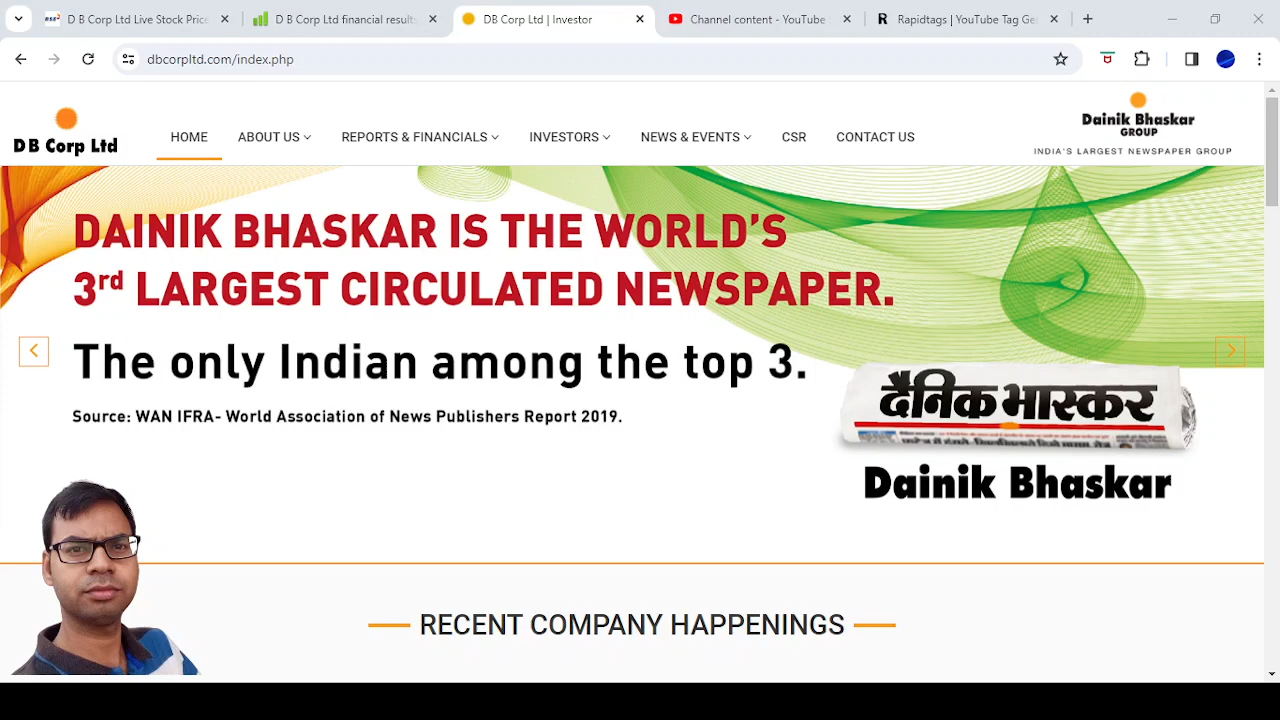 D B Corp Ltd Live Stock Price
D B Corp Ltd financial results
DB Corp Ltd | Investor
Channel content - YouTube
Rapidtags | YouTube Tag Ge
dbcorpltd.com/index.php
D B Corp Ltd
HOME
ABOUT US
REPORTS & FINANCIALS
INVESTORS
NEWS & EVENTS
CSR
CONTACT US
Dainik Bhaskar
GROUP
INDIA'S LARGEST NEWSPAPER GROUP
DAINIK BHASKAR IS THE WORLD'S
3rd LARGEST CIRCULATED NEWSPAPER.
The only Indian among the top 3.
Source: WAN IFRA- World Association of News Publishers Report 2019.
दैनिक भास्कर
Dainik Bhaskar
RECENT COMPANY HAPPENINGS